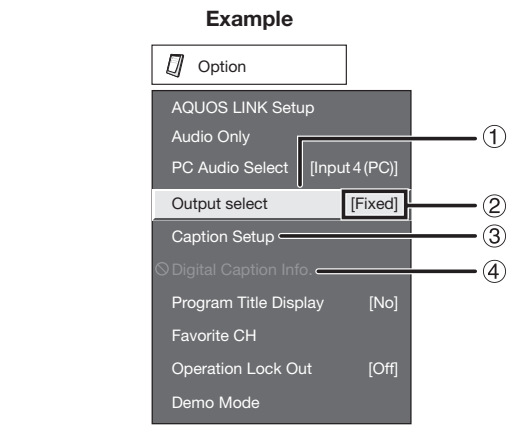 Example
Option
AQUOS LINK Setup
Audio Only
PC Audio Select [Input 4 (PC)]
Output select [Fixed]
Caption Setup
Digital Caption Info.
Program Title Display [No]
Favorite CH
Operation Lock Out [Off]
Demo Mode
①
②
③
④